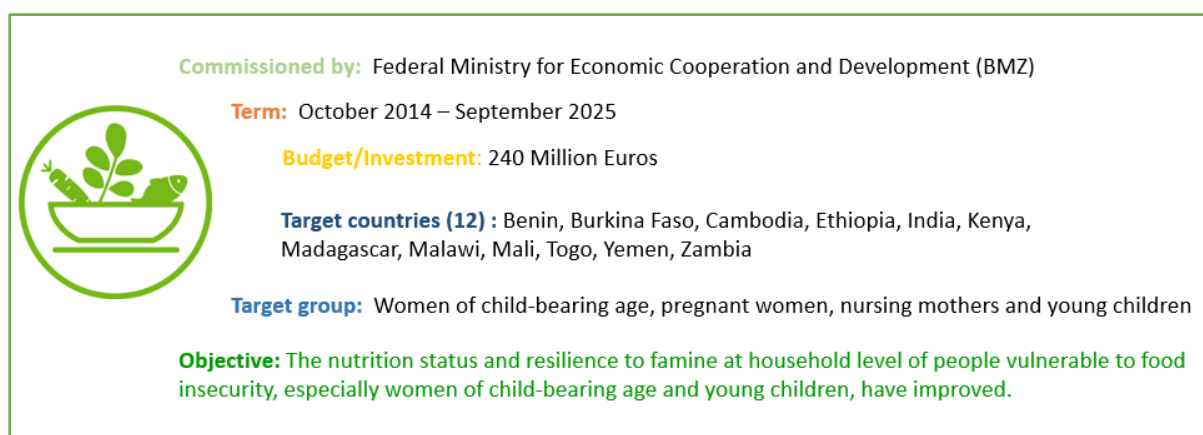 Commissioned by: Federal Ministry for Economic Cooperation and Development (BMZ)
Term: October 2014 – September 2025
Budget/Investment: 240 Million Euros
Target countries (12) : Benin, Burkina Faso, Cambodia, Ethiopia, India, Kenya,
Madagascar, Malawi, Mali, Togo, Yemen, Zambia
Target group: Women of child-bearing age, pregnant women, nursing mothers and young children
Objective: The nutrition status and resilience to famine at household level of people vulnerable to food
insecurity, especially women of child-bearing age and young children, have improved.